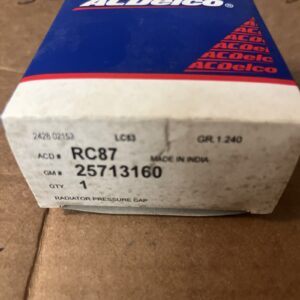 ACDelco®
ACDelco
ACDelco
2428 02153 LC53 GR.1.240
ACD # RC87 MADE IN INDIA
GM # 25713160
QTY. 1
RADIATOR PRESSURE CAP